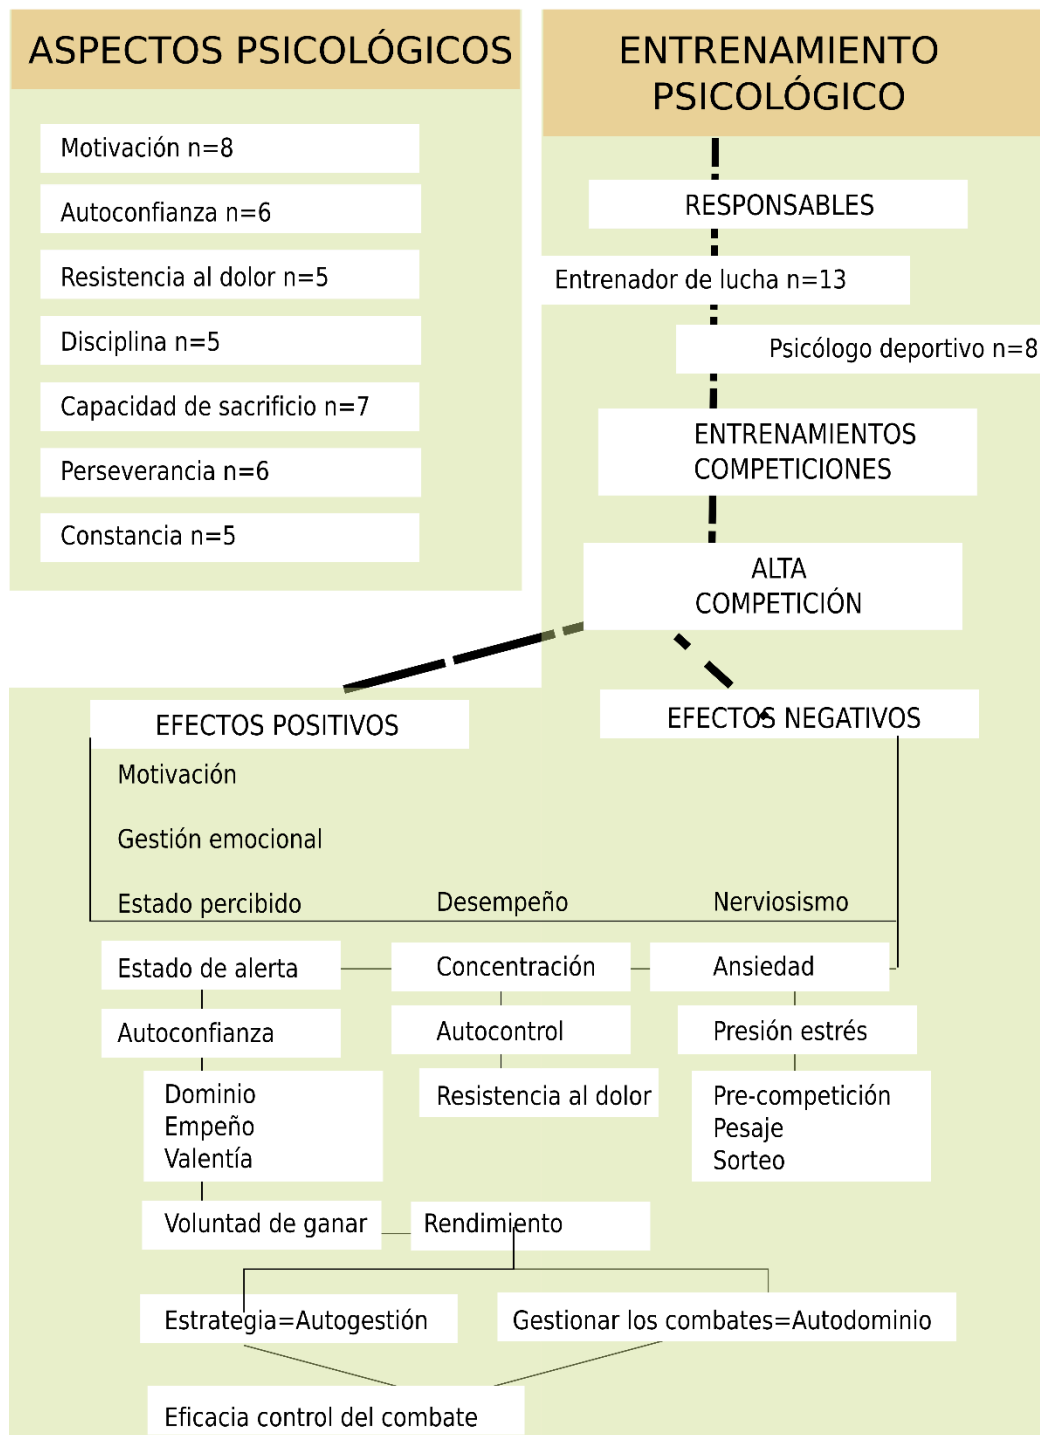 ASPECTOS PSICOLÓGICOS
Motivación n=8
Autoconfianza n=6
Resistencia al dolor n=5
Disciplina n=5
Capacidad de sacrificio n=7
Perseverancia n=6
Constancia n=5
ENTRENAMIENTO
PSICOLÓGICO
RESPONSABLES
Entrenador de lucha n=13
Psicólogo deportivo n=8
ENTRENAMIENTOS
COMPETICIONES
ALTA
COMPETICIÓN
EFECTOS POSITIVOS
EFECTOS NEGATIVOS
Motivación
Gestión emocional
Estado percibido
Desempeño
Nerviosismo
Estado de alerta
Concentración
Ansiedad
Autoconfianza
Autocontrol
Presión estrés
Dominio
Empeño
Valentía
Resistencia al dolor
Pre-competición
Pesaje
Sorteo
Voluntad de ganar
Rendimiento
Estrategia=Autogestión
Gestionar los combates=Autodominio
Eficacia control del combate